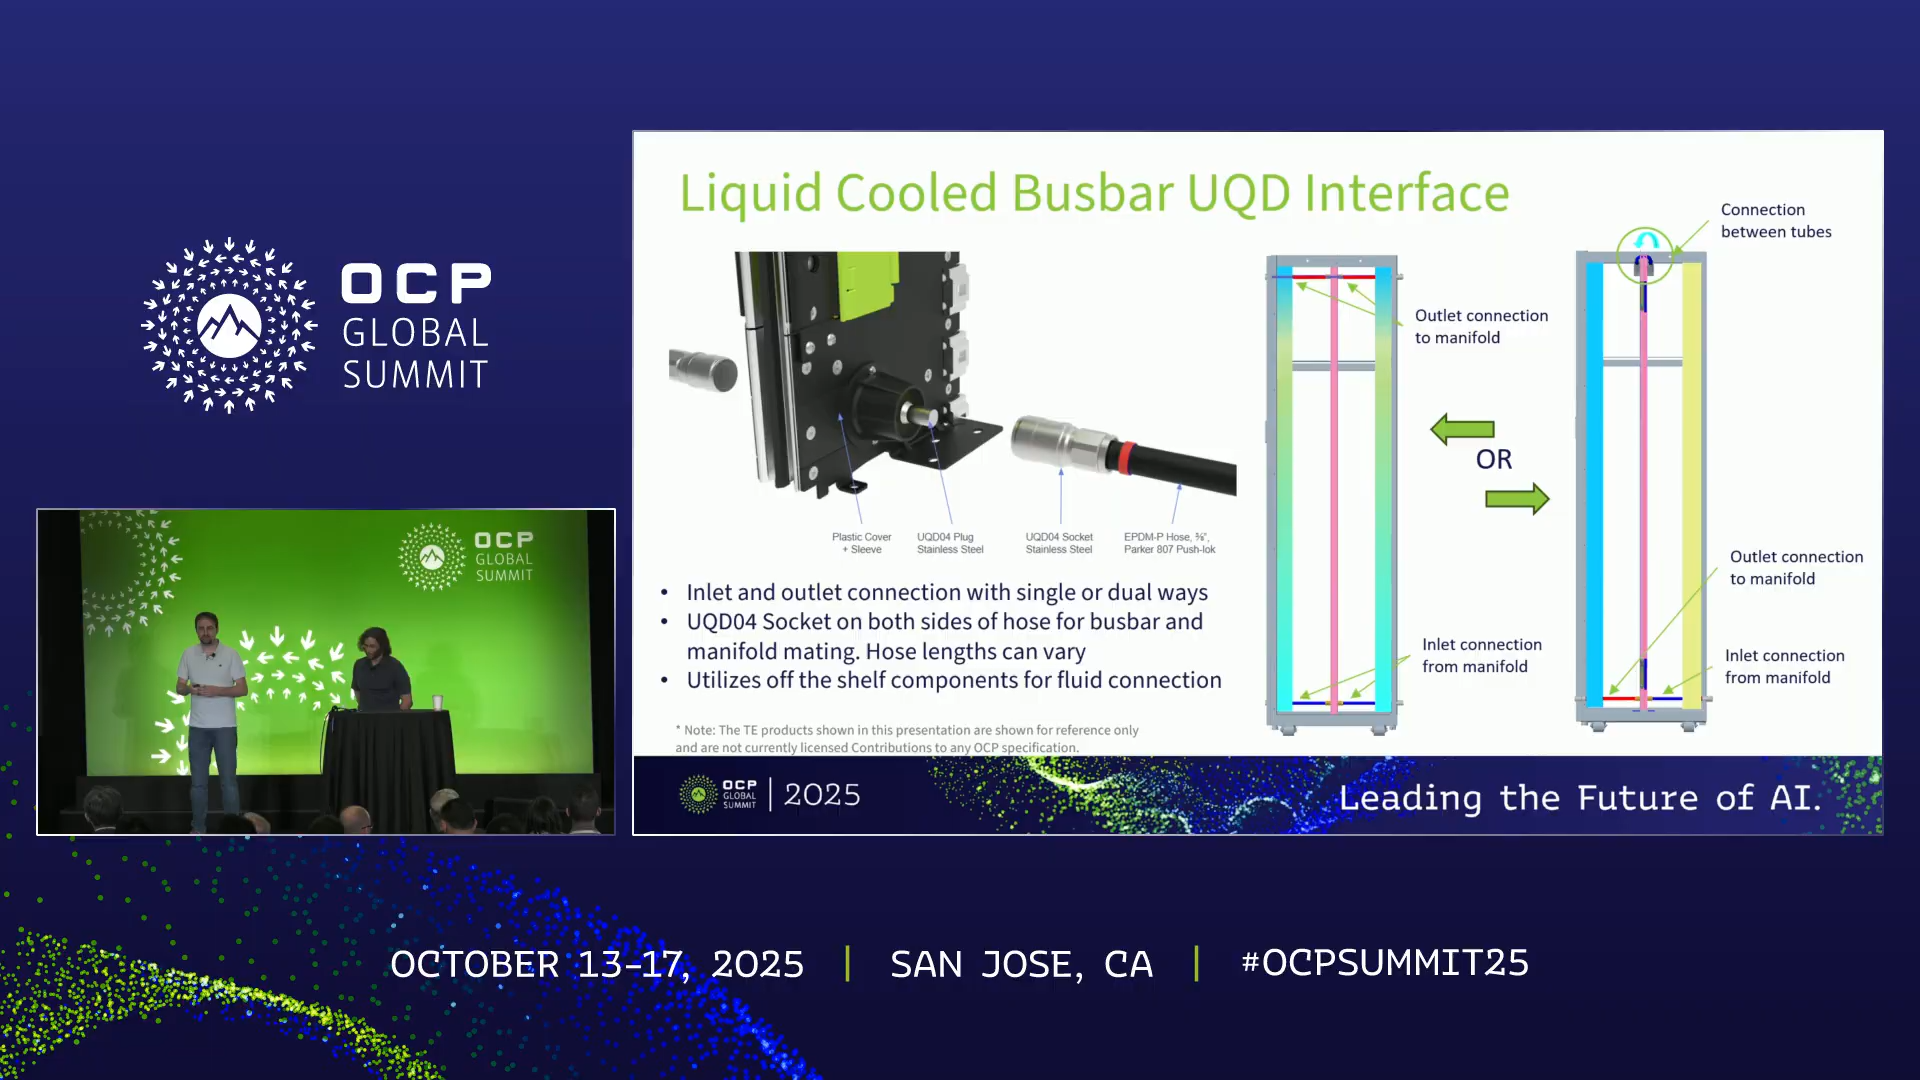 OCP
GLOBAL
SUMMIT
OCP
GLOBAL
SUMMIT
Liquid Cooled Busbar UQD Interface
Plastic Cover
+ Sleeve
UQD04 Plug
Stainless Steel
UQD04 Socket
Stainless Steel
EPDM-P Hose, ⅜",
Parker 807 Push-lok
• Inlet and outlet connection with single or dual ways
• UQD04 Socket on both sides of hose for busbar and
manifold mating. Hose lengths can vary
• Utilizes off the shelf components for fluid connection
* Note: The TE products shown in this presentation are shown for reference only
and are not currently licensed Contributions to any OCP specification.
Outlet connection
to manifold
Inlet connection
from manifold
OR
Connection
between tubes
Outlet connection
to manifold
Inlet connection
from manifold
OCP
GLOBAL
SUMMIT
2025
Leading the Future of AI.
OCTOBER 13-17, 2025 | SAN JOSE, CA | #OCPSUMMIT25